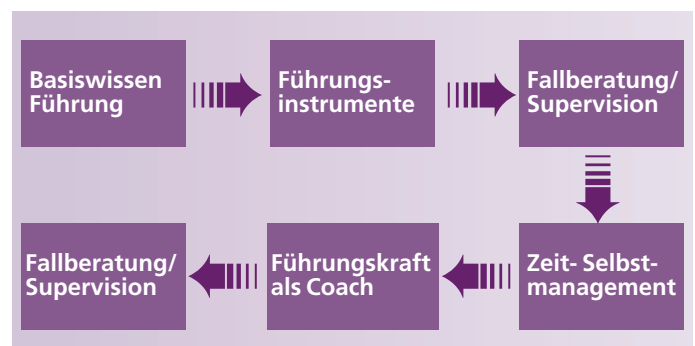 Basiswissen
Führung
Führungs-
instrumente
Fallberatung/
Supervision
Zeit- Selbst-
management
Führungskraft
als Coach
Fallberatung/
Supervision